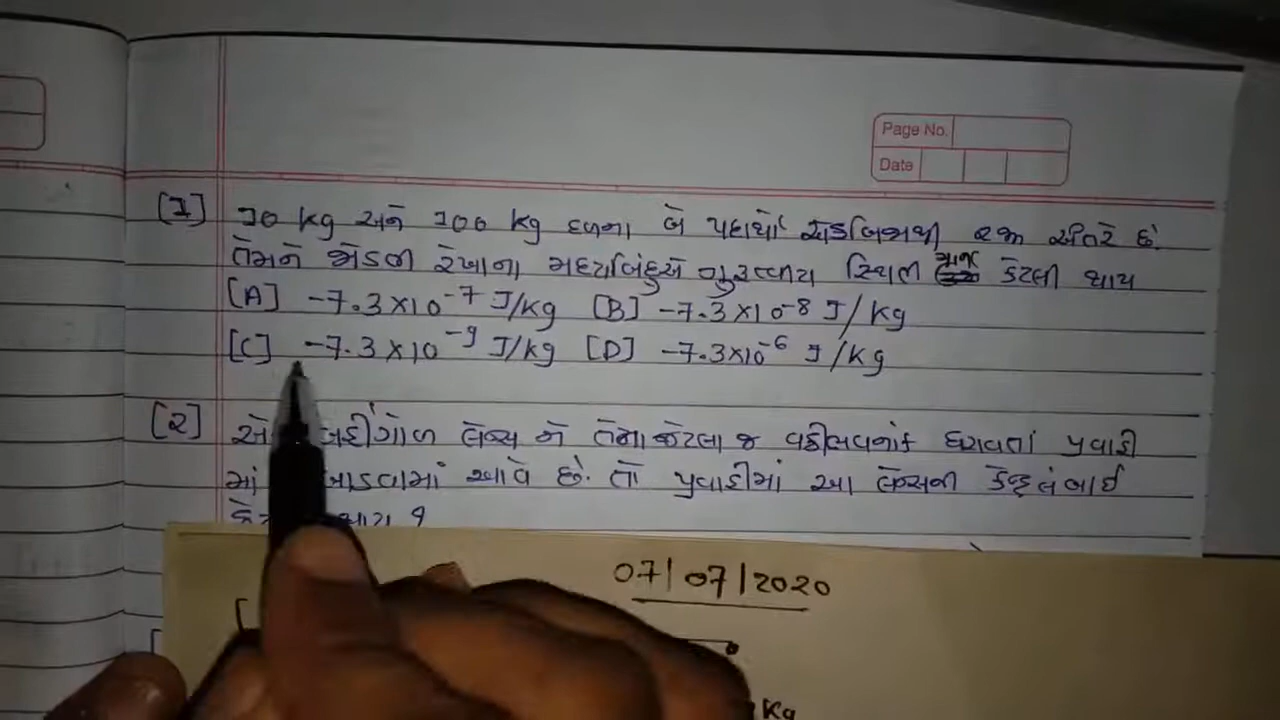 Page No.
Date
[1] 10 kg અને 100 kg દળના બે પદાર્થો એકબિજાથી ૨m અંતરે છે.
તેમને જોડતી રેખાના મધ્યબિંદુએ ગુરુત્વીય સ્થિતિમાન કેટલી થાય
[A] -7.3×10⁻⁷ J/kg [B] -7.3×10⁻⁸ J/kg
[C] -7.3×10⁻⁹ J/kg [D] -7.3×10⁻⁶ J/kg
[2] લેન્સ ને તેના જેટલા જ વક્રીભવનાંક ધરાવતાં પ્રવાહી
માં આવે છે. તો પ્રવાહીમાં આ લેન્સની કેન્દ્રલંબાઈ
07/07/2020
Kg